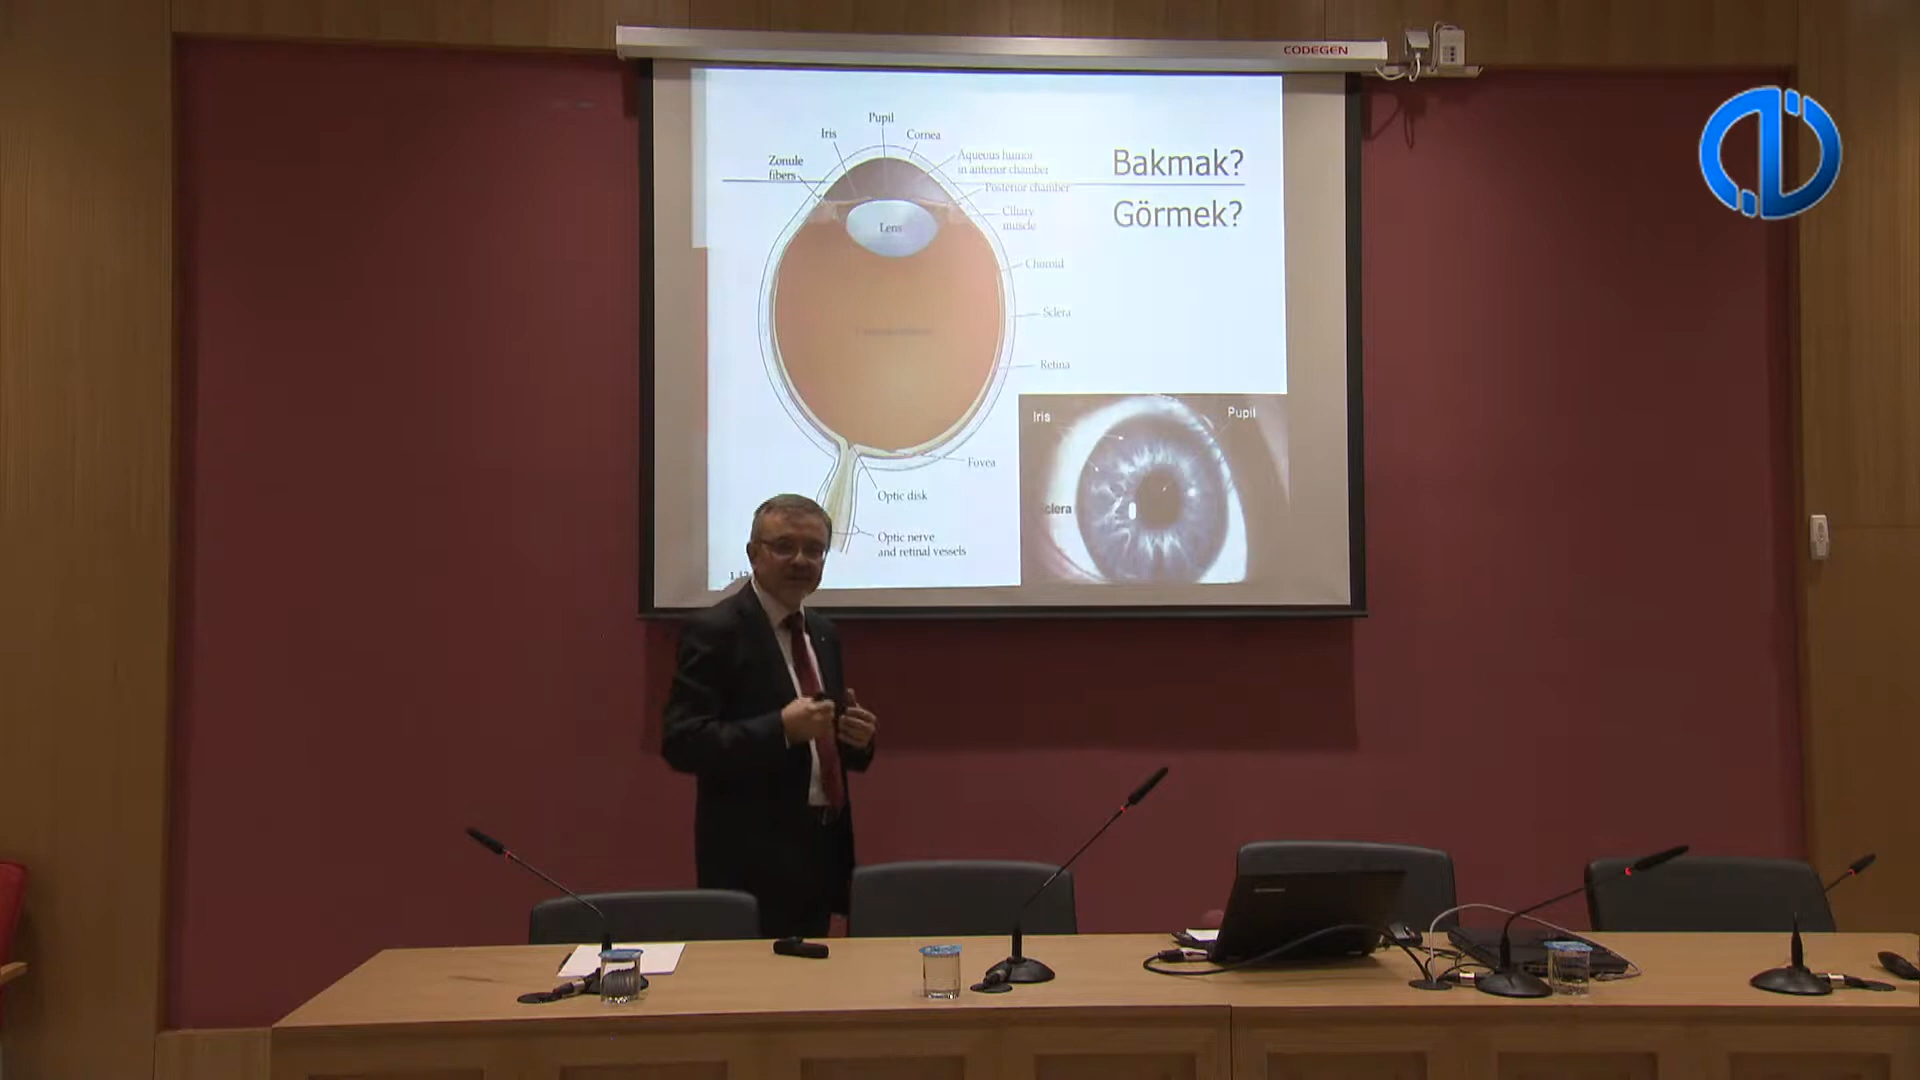 CODEGEN
Pupil
Iris
Cornea
Zonule
fibers
Aqueous humor
in anterior chamber
Posterior chamber
Ciliary
muscle
Lens
Choroid
Sclera
Retina
Fovea
Optic disk
Optic nerve
and retinal vessels
Bakmak?
Görmek?
Iris
Pupil
clera